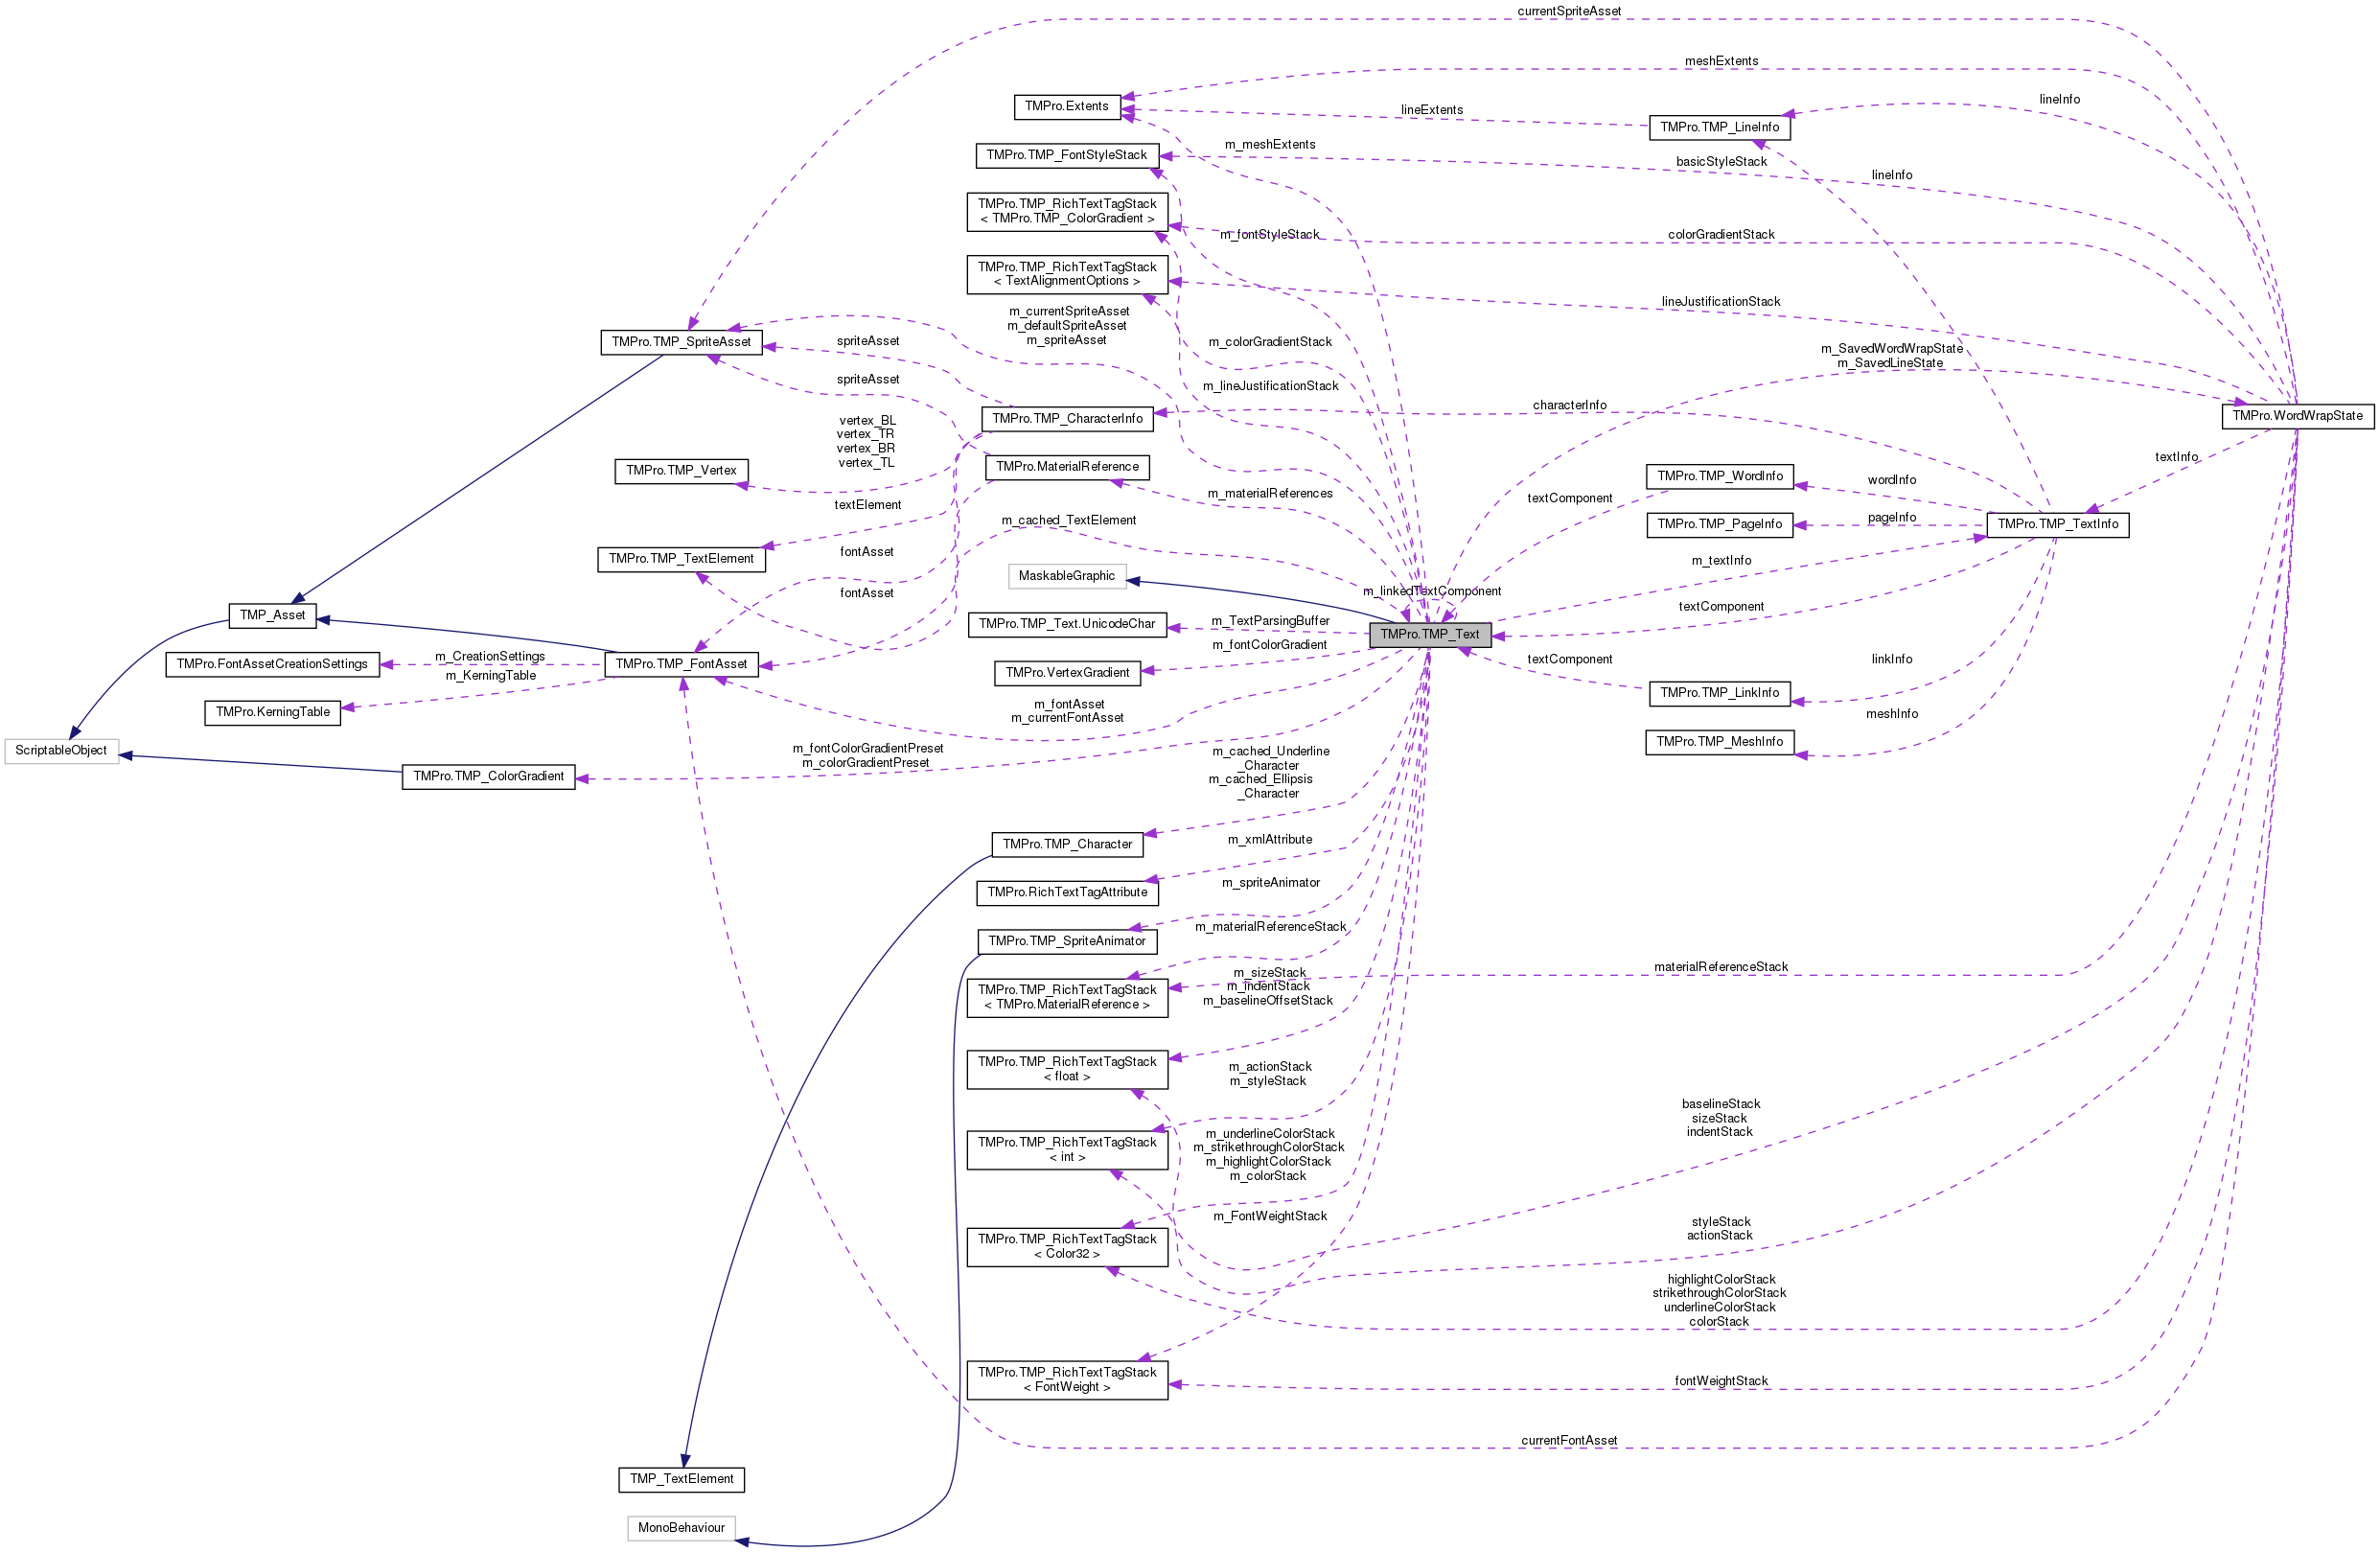 currentSpriteAsset
meshExtents
TMPro.Extents
lineExtents
lineInfo
TMPro.TMP_LineInfo
m_meshExtents
TMPro.TMP_FontStyleStack
basicStyleStack
lineInfo
TMPro.TMP_RichTextTagStack
< TMPro.TMP_ColorGradient >
m_fontStyleStack
colorGradientStack
TMPro.TMP_RichTextTagStack
< TextAlignmentOptions >
lineJustificationStack
m_currentSpriteAsset
m_defaultSpriteAsset
m_spriteAsset
TMPro.TMP_SpriteAsset
spriteAsset
m_colorGradientStack
m_SavedWordWrapState
m_SavedLineState
spriteAsset
m_lineJustificationStack
TMPro.TMP_CharacterInfo
characterInfo
TMPro.WordWrapState
vertex_BL
vertex_TR
vertex_BR
vertex_TL
textInfo
TMPro.TMP_Vertex
TMPro.MaterialReference
TMPro.TMP_WordInfo
wordInfo
m_materialReferences
textComponent
textElement
m_cached_TextElement
TMPro.TMP_PageInfo
pageInfo
TMPro.TMP_TextInfo
TMPro.TMP_TextElement
fontAsset
m_textInfo
MaskableGraphic
fontAsset
m_linkedTextComponent
textComponent
TMP_Asset
TMPro.TMP_Text.UnicodeChar
m_TextParsingBuffer
TMPro.TMP_Text
m_fontColorGradient
TMPro.FontAssetCreationSettings
m_CreationSettings
TMPro.TMP_FontAsset
textComponent
linkInfo
m_KerningTable
TMPro.VertexGradient
TMPro.TMP_LinkInfo
TMPro.KerningTable
m_fontAsset
m_currentFontAsset
meshInfo
ScriptableObject
TMPro.TMP_MeshInfo
m_fontColorGradientPreset
m_colorGradientPreset
TMPro.TMP_ColorGradient
m_cached_Underline
_Character
m_cached_Ellipsis
_Character
TMPro.TMP_Character
m_xmlAttribute
TMPro.RichTextTagAttribute
m_spriteAnimator
m_materialReferenceStack
TMPro.TMP_SpriteAnimator
materialReferenceStack
TMPro.TMP_RichTextTagStack
< TMPro.MaterialReference >
m_sizeStack
m_indentStack
m_baselineOffsetStack
TMPro.TMP_RichTextTagStack
< float >
m_actionStack
m_styleStack
baselineStack
sizeStack
indentStack
TMPro.TMP_RichTextTagStack
< int >
m_underlineColorStack
m_strikethroughColorStack
m_highlightColorStack
m_colorStack
m_FontWeightStack
styleStack
actionStack
TMPro.TMP_RichTextTagStack
< Color32 >
highlightColorStack
strikethroughColorStack
underlineColorStack
colorStack
TMPro.TMP_RichTextTagStack
< FontWeight >
fontWeightStack
currentFontAsset
TMP_TextElement
MonoBehaviour